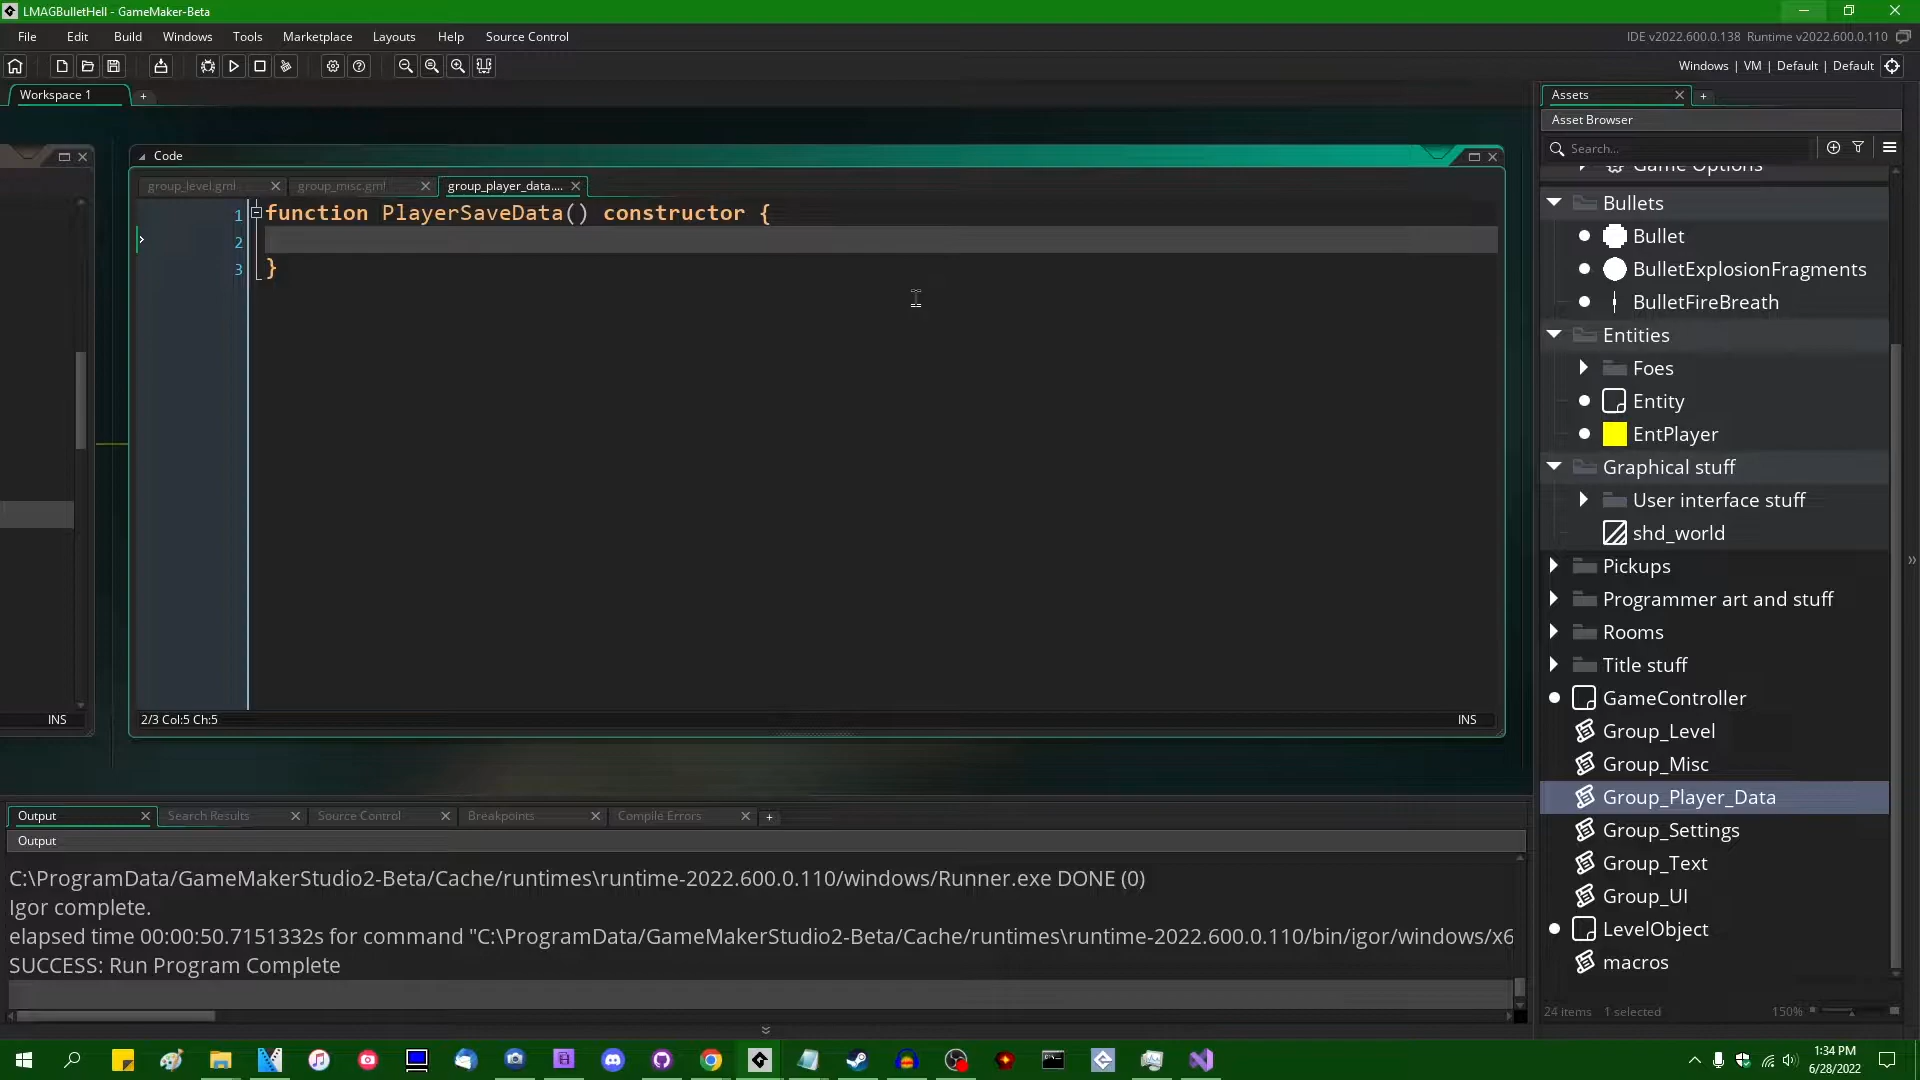 LMAGBulletHell - GameMaker-Beta
File Edit Build Windows Tools Marketplace Layouts Help Source Control
IDE v2022.600.0.138 Runtime v2022.600.0.110
Windows | VM | Default | Default
Workspace 1
Assets
Asset Browser
Search...
Code
group_level.gml group_misc.gml group_player_data....
1 function PlayerSaveData() constructor {
2
3 }
2/3 Col:5 Ch:5
INS
INS
Game Options
Bullets
Bullet
BulletExplosionFragments
BulletFireBreath
Entities
Foes
Entity
EntPlayer
Graphical stuff
User interface stuff
shd_world
Pickups
Programmer art and stuff
Rooms
Title stuff
GameController
Group_Level
Group_Misc
Group_Player_Data
Group_Settings
Group_Text
Group_UI
LevelObject
macros
24 items 1 selected 150%
Output Search Results Source Control Breakpoints Compile Errors
Output
C:\ProgramData/GameMakerStudio2-Beta/Cache/runtimes\runtime-2022.600.0.110/windows/Runner.exe DONE (0)
Igor complete.
elapsed time 00:00:50.7151332s for command "C:\ProgramData/GameMakerStudio2-Beta/Cache/runtimes\runtime-2022.600.0.110/bin/igor/windows/x6
SUCCESS: Run Program Complete
1:34 PM
6/28/2022